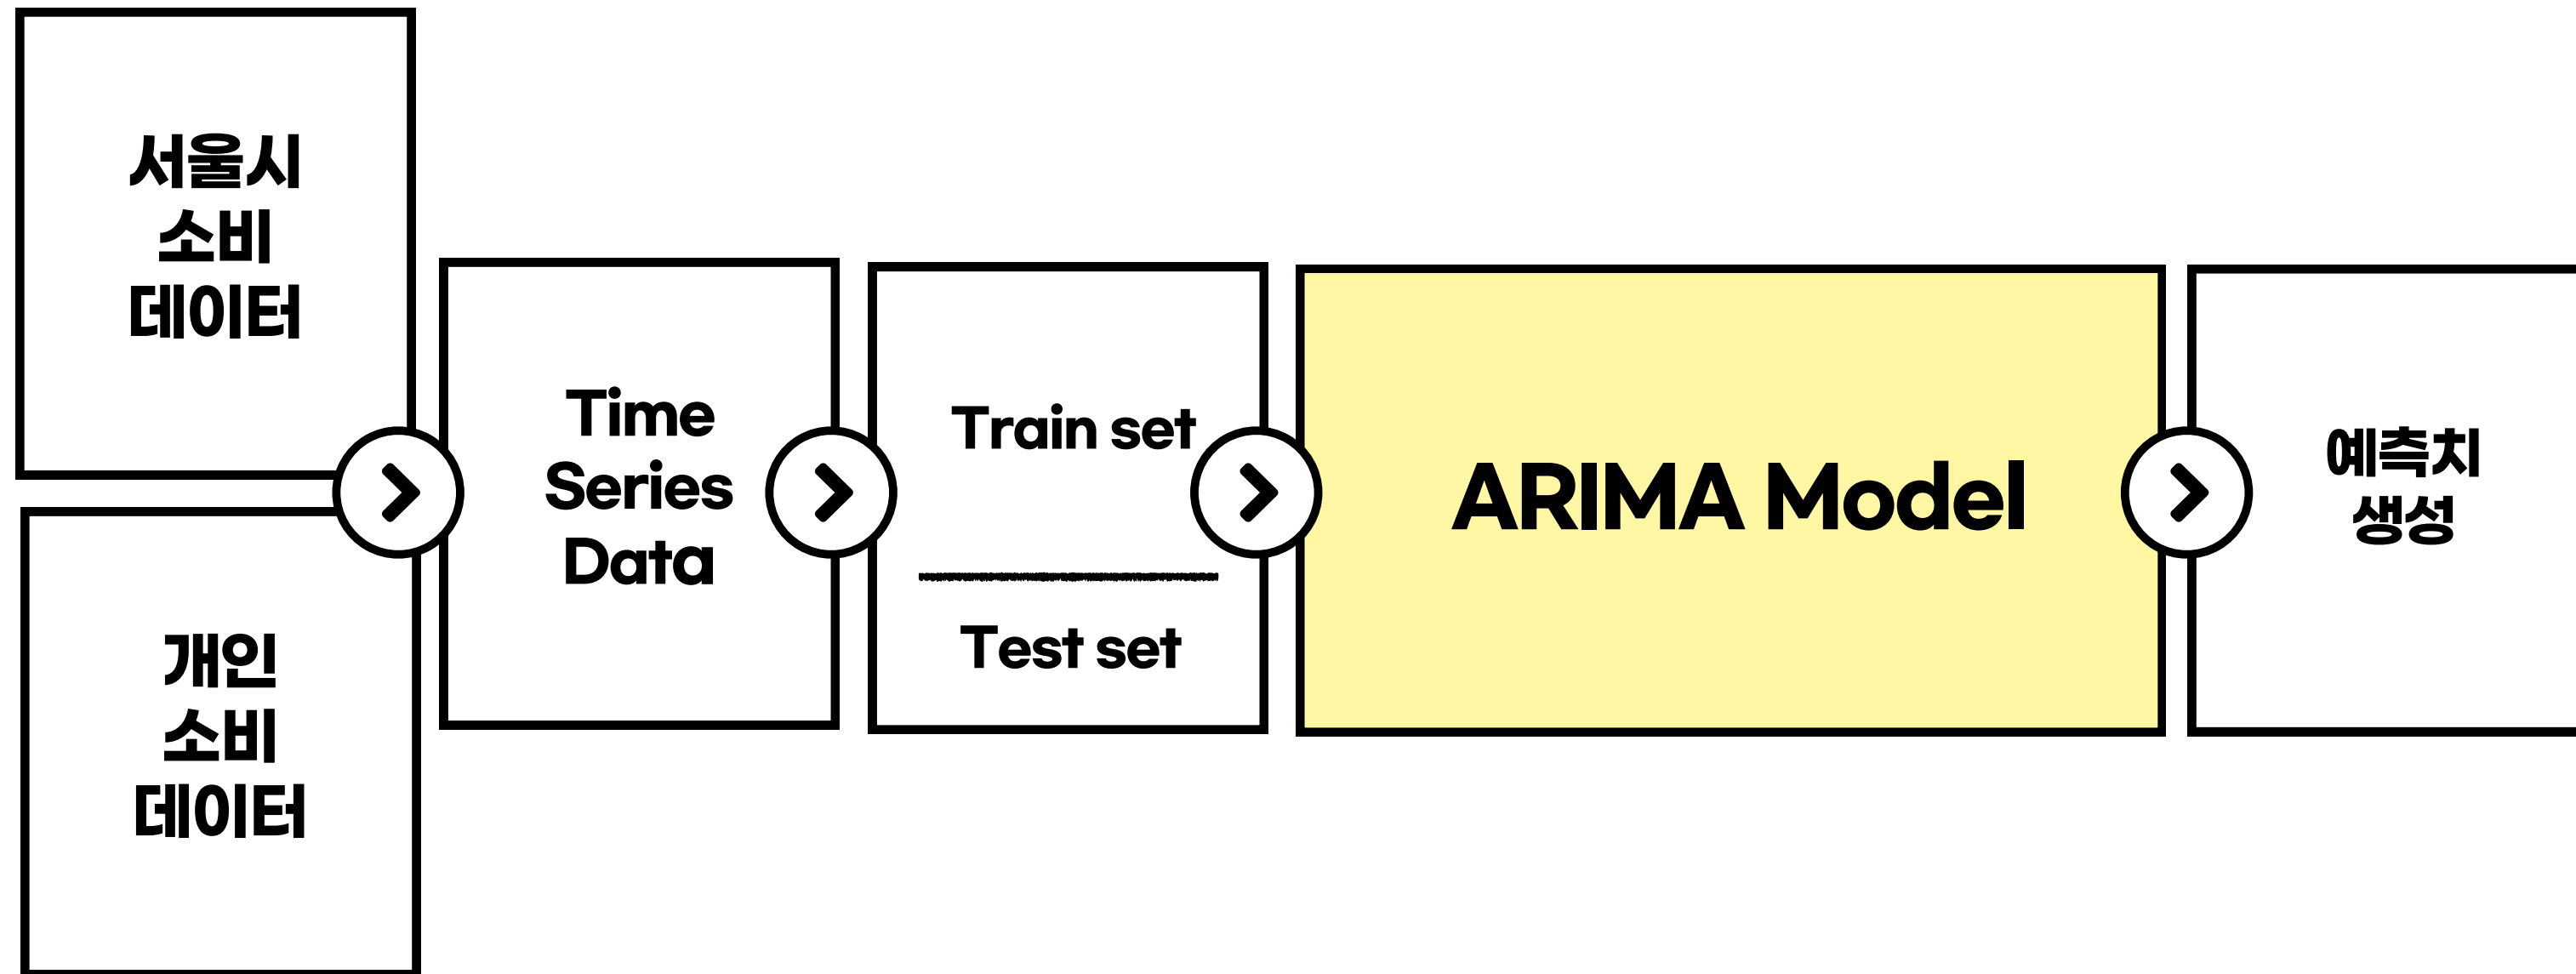 서울시
소비
데이터
개인
소비
데이터
Time
Series
Data
Train set
Test set
ARIMA Model
예측치
생성